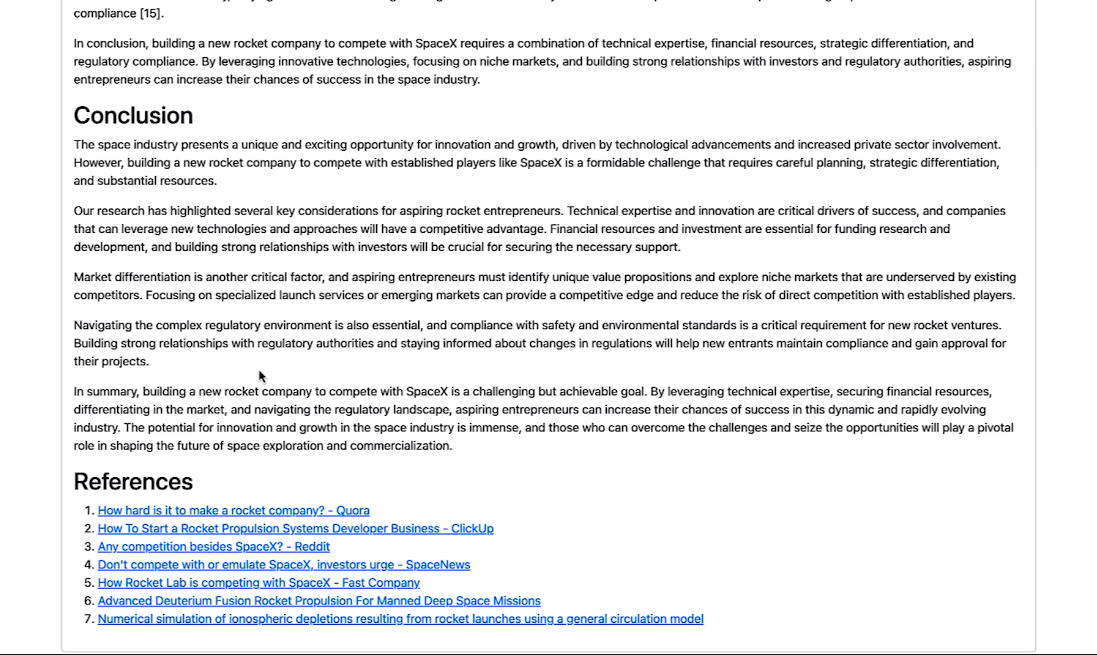 compliance [15].
In conclusion, building a new rocket company to compete with SpaceX requires a combination of technical expertise, financial resources, strategic differentiation, and
regulatory compliance. By leveraging innovative technologies, focusing on niche markets, and building strong relationships with investors and regulatory authorities, aspiring
entrepreneurs can increase their chances of success in the space industry.
Conclusion
The space industry presents a unique and exciting opportunity for innovation and growth, driven by technological advancements and increased private sector involvement.
However, building a new rocket company to compete with established players like SpaceX is a formidable challenge that requires careful planning, strategic differentiation,
and substantial resources.
Our research has highlighted several key considerations for aspiring rocket entrepreneurs. Technical expertise and innovation are critical drivers of success, and companies
that can leverage new technologies and approaches will have a competitive advantage. Financial resources and investment are essential for funding research and
development, and building strong relationships with investors will be crucial for securing the necessary support.
Market differentiation is another critical factor, and aspiring entrepreneurs must identify unique value propositions and explore niche markets that are underserved by existing
competitors. Focusing on specialized launch services or emerging markets can provide a competitive edge and reduce the risk of direct competition with established players.
Navigating the complex regulatory environment is also essential, and compliance with safety and environmental standards is a critical requirement for new rocket ventures.
Building strong relationships with regulatory authorities and staying informed about changes in regulations will help new entrants maintain compliance and gain approval for
their projects.
In summary, building a new rocket company to compete with SpaceX is a challenging but achievable goal. By leveraging technical expertise, securing financial resources,
differentiating in the market, and navigating the regulatory landscape, aspiring entrepreneurs can increase their chances of success in this dynamic and rapidly evolving
industry. The potential for innovation and growth in the space industry is immense, and those who can overcome the challenges and seize the opportunities will play a pivotal
role in shaping the future of space exploration and commercialization.
References
1. How hard is it to make a rocket company? - Quora
2. How To Start a Rocket Propulsion Systems Developer Business - ClickUp
3. Any competition besides SpaceX? - Reddit
4. Don't compete with or emulate SpaceX, investors urge - SpaceNews
5. How Rocket Lab is competing with SpaceX - Fast Company
6. Advanced Deuterium Fusion Rocket Propulsion For Manned Deep Space Missions
7. Numerical simulation of ionospheric depletions resulting from rocket launches using a general circulation model